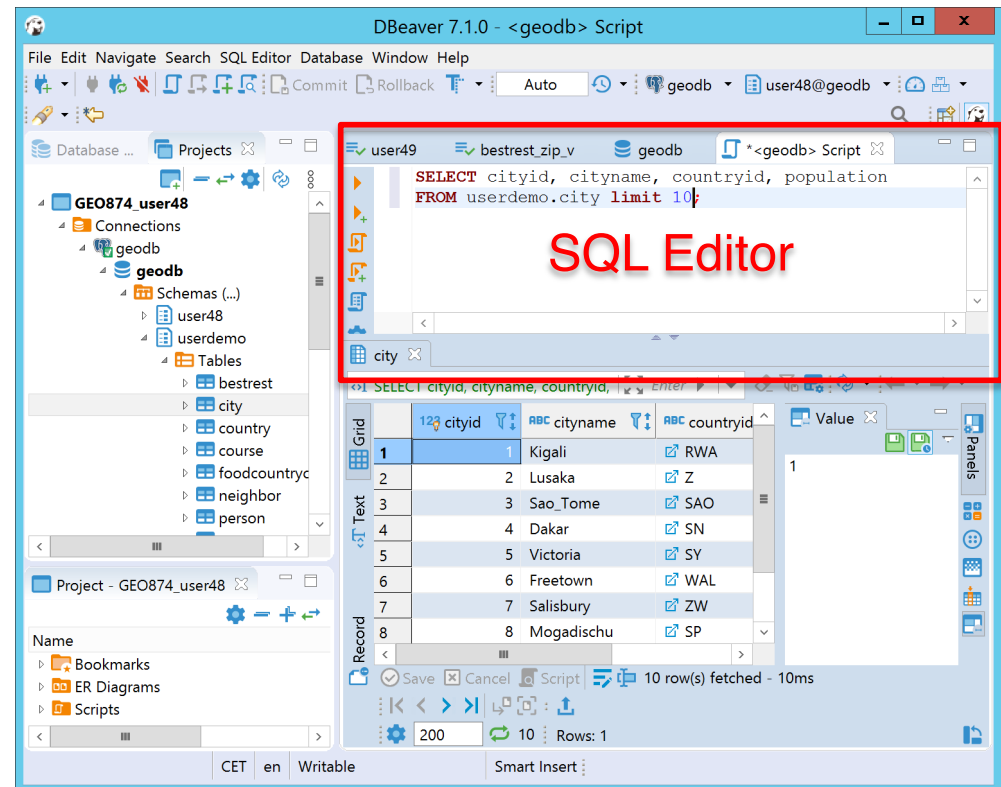 DBeaver 7.1.0 - <geodb> Script
File Edit Navigate Search SQL Editor Database Window Help
Commit Rollback Auto geodb user48@geodb
Database ... Projects
GEO874_user48
Connections
geodb
geodb
Schemas (...)
user48
userdemo
Tables
bestrest
city
country
course
foodcountryc
neighbor
person
user49 bestrest_zip_v geodb *<geodb> Script
SELECT cityid, cityname, countryid, population
FROM userdemo.city limit 10;
SQL Editor
city
SELECT cityid, cityname, countryid, Enter
Grid
Text
Record
123 cityid ABC cityname ABC countryid
1 1 Kigali RWA
2 2 Lusaka Z
3 3 Sao_Tome SAO
4 4 Dakar SN
5 5 Victoria SY
6 6 Freetown WAL
7 7 Salisbury ZW
8 8 Mogadischu SP
Value
1
Panels
Save Cancel Script 10 row(s) fetched - 10ms
200 10 Rows: 1
Project - GEO874_user48
Name
Bookmarks
ER Diagrams
Scripts
CET en Writable Smart Insert